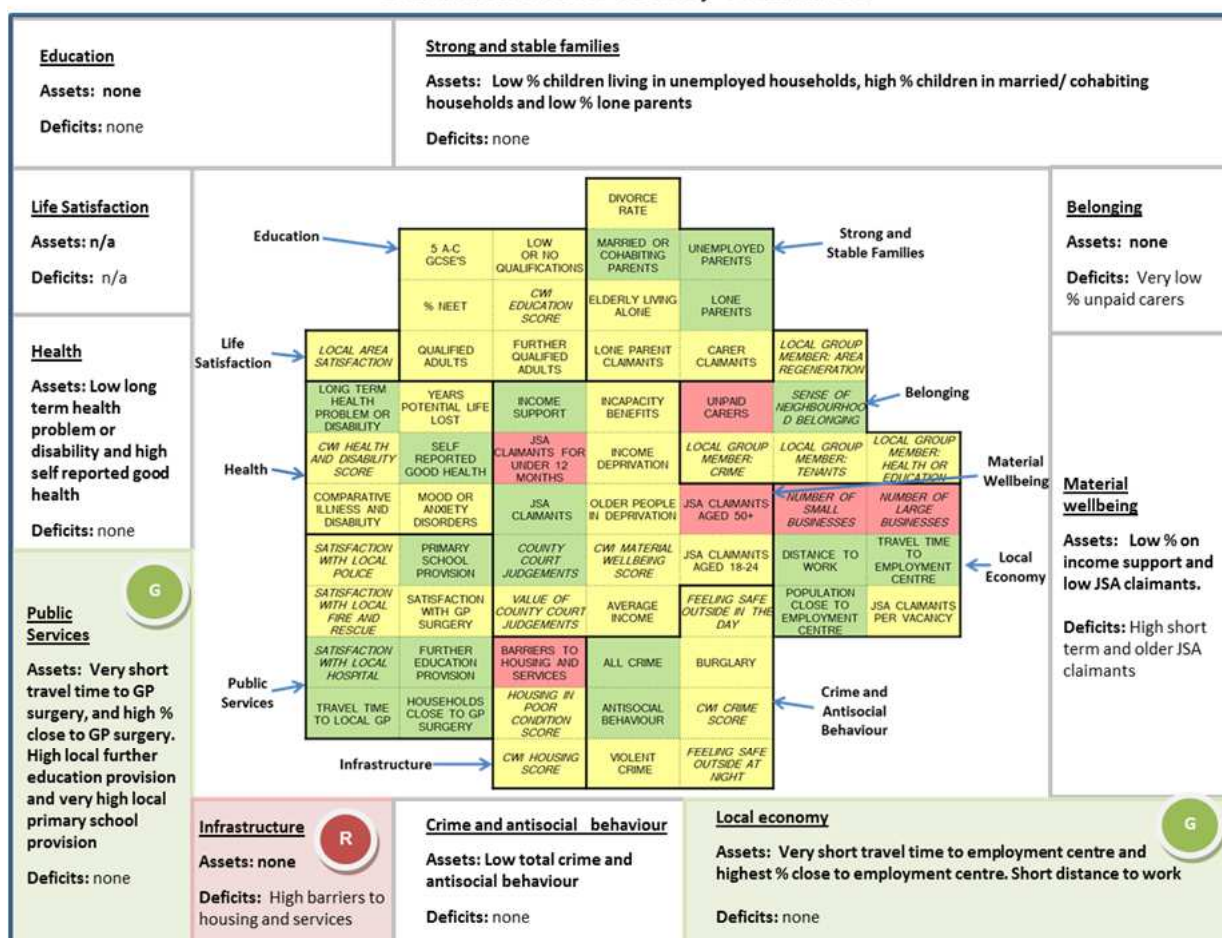 Education
Assets: none
Deficits: none
Strong and stable families
Assets: Low % children living in unemployed households, high % children in married/ cohabiting
households and low % lone parents
Deficits: none
Life Satisfaction
Assets: n/a
Deficits: n/a
Health
Assets: Low long
term health
problem or
disability and high
self reported good
health
Deficits: none
G
Public
Services
Assets: Very short
travel time to GP
surgery, and high %
close to GP surgery.
High local further
education provision
and very high local
primary school
provision
Deficits: none
Education
Strong and
Stable Families
Life
Satisfaction
Belonging
Health
Material
Wellbeing
Local
Economy
Public
Services
Crime and
Antisocial
Behaviour
Infrastructure
DIVORCE
RATE
5 A-C
GCSE'S
LOW
OR NO
QUALIFICATIONS
MARRIED OR
COHABITING
PARENTS
UNEMPLOYED
PARENTS
% NEET
CWI
EDUCATION
SCORE
ELDERLY LIVING
ALONE
LONE
PARENTS
LOCAL AREA
SATISFACTION
QUALIFIED
ADULTS
FURTHER
QUALIFIED
ADULTS
LONE PARENT
CLAIMANTS
CARER
CLAIMANTS
LOCAL GROUP
MEMBER: AREA
REGENERATION
LONG TERM
HEALTH
PROBLEM OR
DISABILITY
YEARS
POTENTIAL LIFE
LOST
INCOME
SUPPORT
INCAPACITY
BENEFITS
UNPAID
CARERS
SENSE OF
NEIGHBOURHOO
D BELONGING
CWI HEALTH
AND DISABILITY
SCORE
SELF
REPORTED
GOOD HEALTH
JSA
CLAIMANTS FOR
UNDER 12
MONTHS
INCOME
DEPRIVATION
LOCAL GROUP
MEMBER: CRIME
LOCAL GROUP
MEMBER:
TENANTS
LOCAL GROUP
MEMBER:
HEALTH OR
EDUCATION
COMPARATIVE
ILLNESS AND
DISABILITY
MOOD OR
ANXIETY
DISORDERS
JSA
CLAIMANTS
OLDER PEOPLE
IN DEPRIVATION
JSA CLAIMANTS
AGED 50+
NUMBER OF
SMALL
BUSINESSES
NUMBER OF
LARGE
BUSINESSES
SATISFACTION
WITH LOCAL
POLICE
PRIMARY
SCHOOL
PROVISION
COUNTY
COURT
JUDGEMENTS
CWI MATERIAL
WELLBEING
SCORE
JSA CLAIMANTS
AGED 18-24
DISTANCE TO
WORK
TRAVEL TIME
TO
EMPLOYMENT
CENTRE
SATISFACTION
WITH LOCAL
FIRE AND
RESCUE
SATISFACTION
WITH GP
SURGERY
VALUE OF
COUNTY COURT
JUDGEMENTS
AVERAGE
INCOME
FEELING SAFE
OUTSIDE IN THE
DAY
POPULATION
CLOSE TO
EMPLOYMENT
CENTRE
JSA CLAIMANTS
PER VACANCY
SATISFACTION
WITH LOCAL
HOSPITAL
FURTHER
EDUCATION
PROVISION
BARRIERS TO
HOUSING AND
SERVICES
ALL CRIME
BURGLARY
TRAVEL TIME
TO LOCAL GP
HOUSEHOLDS
CLOSE TO GP
SURGERY
HOUSING IN
POOR
CONDITION
SCORE
ANTISOCIAL
BEHAVIOUR
CWI CRIME
SCORE
CWI HOUSING
SCORE
VIOLENT
CRIME
FEELING SAFE
OUTSIDE AT
NIGHT
Belonging
Assets: none
Deficits: Very low
% unpaid carers
Material
wellbeing
Assets: Low % on
income support and
low JSA claimants.
Deficits: High short
term and older JSA
claimants
Infrastructure
R
Assets: none
Deficits: High barriers to
housing and services
Crime and antisocial behaviour
Assets: Low total crime and
antisocial behaviour
Deficits: none
Local economy
G
Assets: Very short travel time to employment centre and
highest % close to employment centre. Short distance to work
Deficits: none